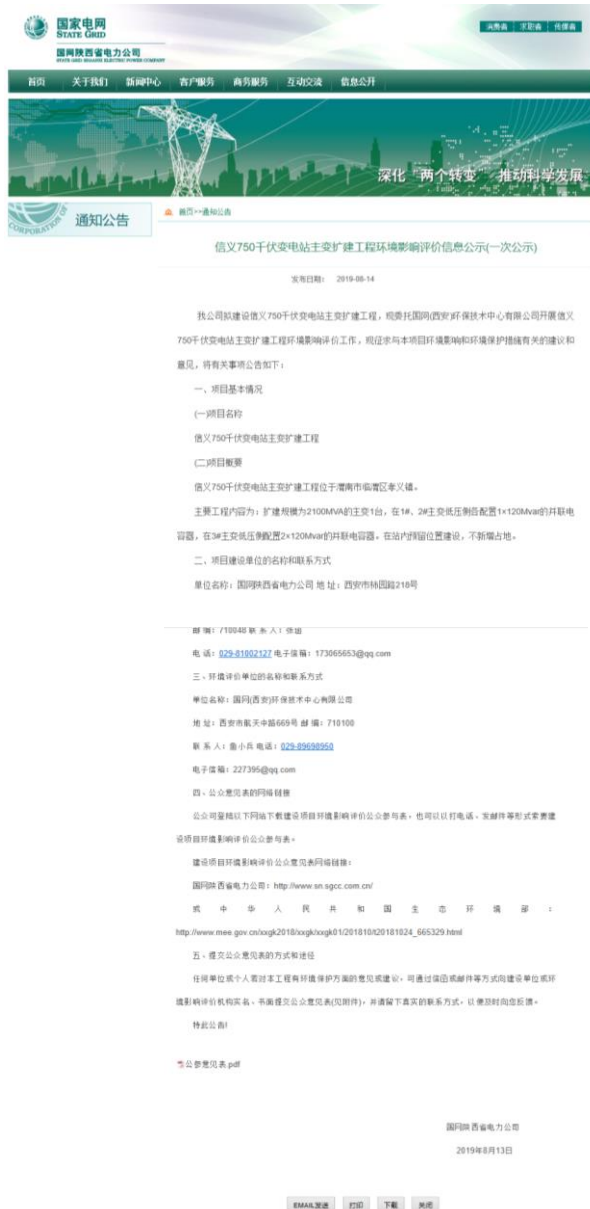 国家电网
STATE GRID
国网陕西省电力公司
STATE GRID SHAANXI ELECTRIC POWER COMPANY
消费者 求职者 传媒者
首页 关于我们 新闻中心 客户服务 商务服务 互动交流 信息公开
深化 两个转变 推动科学发展
CORPORATION OF
通知公告
首页>>通知公告
信义750千伏变电站主变扩建工程环境影响评价信息公示(一次公示)
发布日期: 2019-08-14
我公司拟建设信义750千伏变电站主变扩建工程，现委托国网(西安)环保技术中心有限公司开展信义
750千伏变电站主变扩建工程环境影响评价工作，现征求与本项目环境影响和环境保护措施有关的建议和
意见，将有关事项公告如下：
一、项目基本情况
(一)项目名称
信义750千伏变电站主变扩建工程
(二)项目概要
信义750千伏变电站主变扩建工程位于渭南市临渭区孝义镇。
主要工程内容为：扩建规模为2100MVA的主变1台，在1#、2#主变低压侧各配置1×120Mvar的并联电
容器，在3#主变低压侧配置2×120Mvar的并联电容器。在站内预留位置建设，不新增占地。
二、项目建设单位的名称和联系方式
单位名称：国网陕西省电力公司 地 址：西安市柿园路218号
邮 编：710048 联 系 人：张
电 话：029-81002127 电子信箱：173065653@qq.com
三、环境评价单位的名称和联系方式
单位名称：国网(西安)环保技术中心有限公司
地 址：西安市航天中路669号 邮 编：710100
联 系 人：詹小兵 电话：029-89698950
电子信箱：227395@qq.com
四、公众意见表的网络链接
公众可登陆以下网站下载建设项目环境影响评价公众参与表，也可以以打电话、发邮件等形式索要建
设项目环境影响评价公众参与表。
建设项目环境影响评价公众意见表网络链接：
国网陕西省电力公司：http://www.sn.sgcc.com.cn/
或 中 华 人 民 共 和 国 生 态 环 境 部 ：
http://www.mee.gov.cn/xxgk2018/xxgk/xxgk01/201810/t20181024_665329.html
五、提交公众意见表的方式和途径
任何单位或个人若对本工程有环境保护方面的意见或建议，可通过信函或邮件等方式向建设单位或环
境影响评价机构实名、书面提交公众意见表(见附件)，并请留下真实的联系方式，以便及时向您反馈。
特此公告!
公参意见表.pdf
国网陕西省电力公司
2019年8月13日
EMAIL发送 打印 下载 关闭